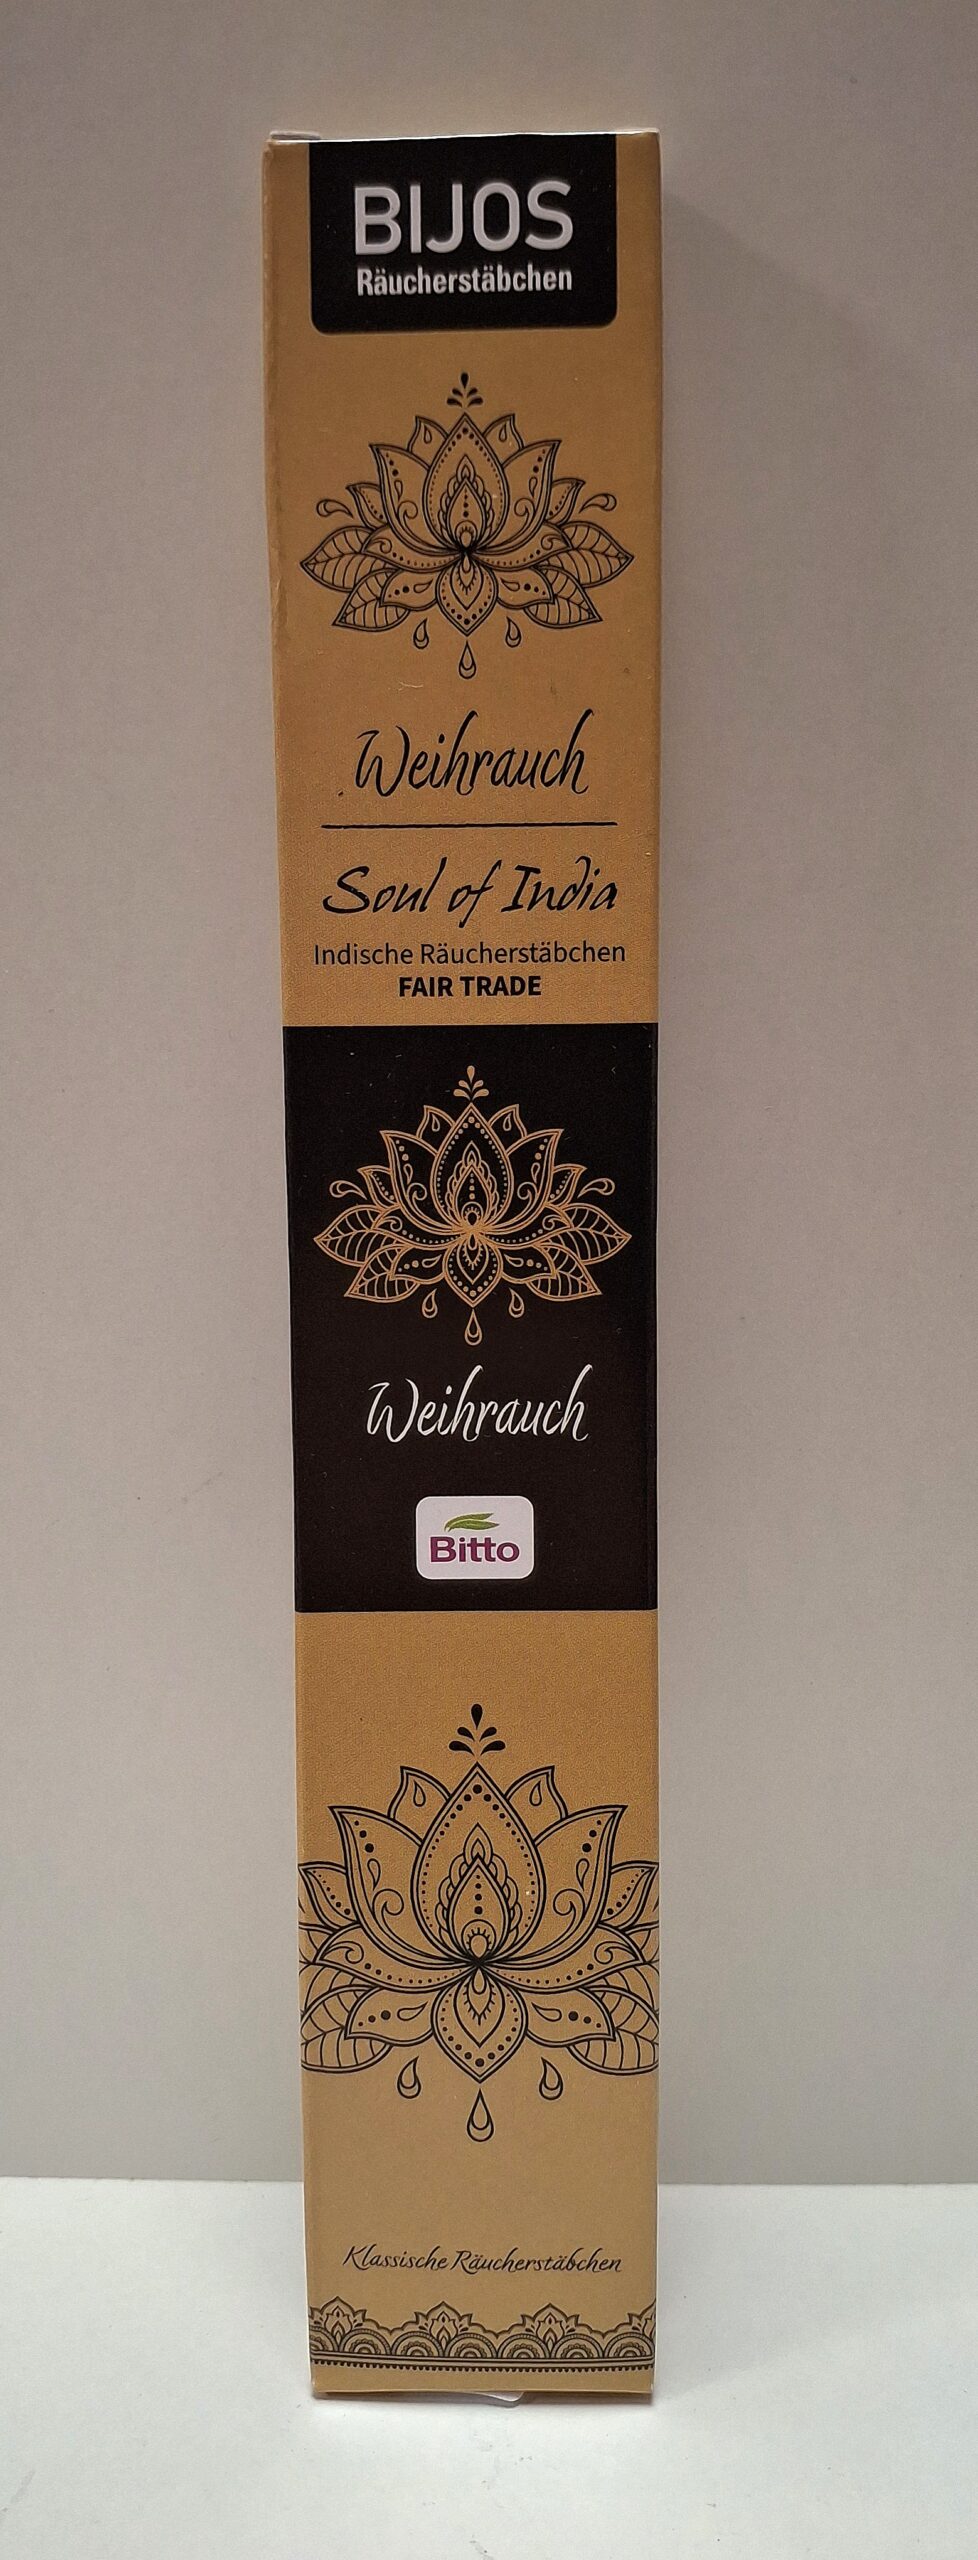 BIJOS
Räucherstäbchen
Weihrauch
Soul of India
Indische Räucherstäbchen
FAIR TRADE
Weihrauch
Bitto
Klassische Räucherstäbchen